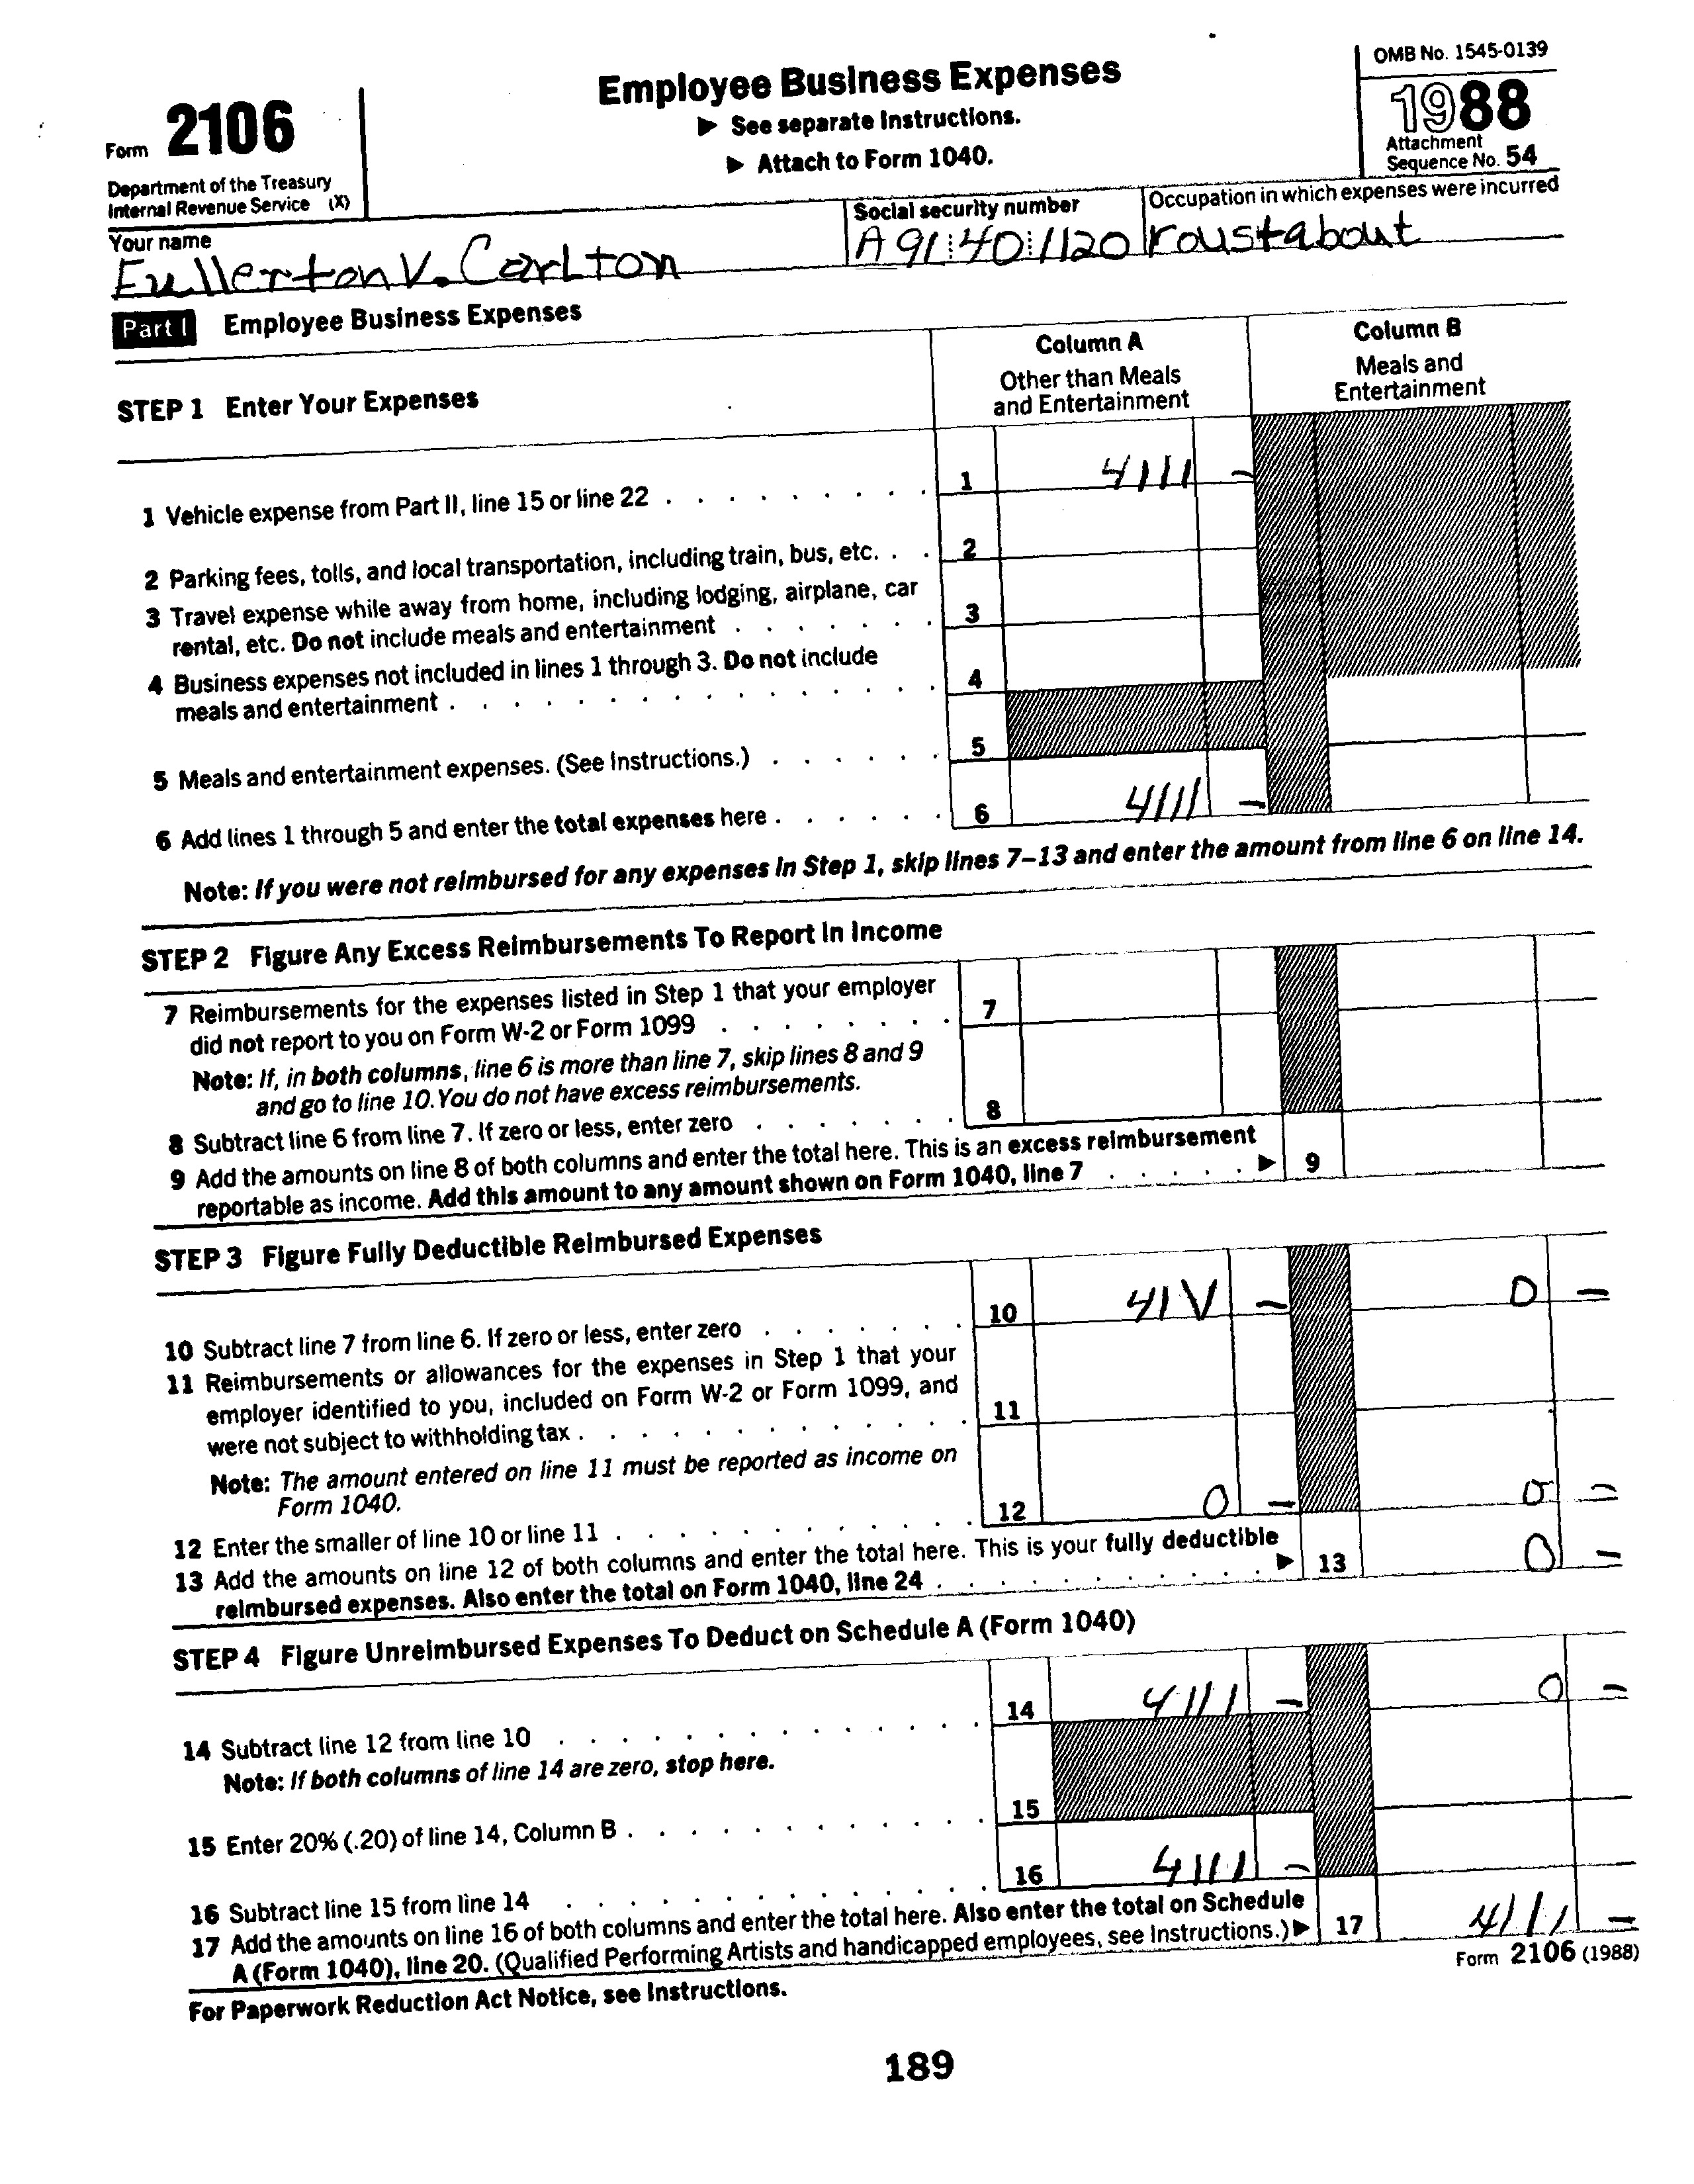 Form 2106
Department of the Treasury
Internal Revenue Service (X)
Employee Business Expenses
▶ See separate Instructions.
▶ Attach to Form 1040.
OMB No. 1545-0139
1988
Attachment
Sequence No. 54
Your name
Fullerton V. Carlton
Social security number
A91:40:1120
Occupation in which expenses were incurred
roustabout
Part I Employee Business Expenses
STEP 1 Enter Your Expenses
Column A
Other than Meals
and Entertainment
Column B
Meals and
Entertainment
1 Vehicle expense from Part II, line 15 or line 22 . . . . . . . . . 1 4111 –
2 Parking fees, tolls, and local transportation, including train, bus, etc. . . 2
3 Travel expense while away from home, including lodging, airplane, car
rental, etc. Do not include meals and entertainment . . . . . . . 3
4 Business expenses not included in lines 1 through 3. Do not include
meals and entertainment . . . . . . . . . . . . . . . 4
5 Meals and entertainment expenses. (See Instructions.) . . . . . . 5
6 Add lines 1 through 5 and enter the total expenses here . . . . . . 6 4111 –
Note: If you were not reimbursed for any expenses in Step 1, skip lines 7–13 and enter the amount from line 6 on line 14.
STEP 2 Figure Any Excess Reimbursements To Report In Income
7 Reimbursements for the expenses listed in Step 1 that your employer
did not report to you on Form W-2 or Form 1099 . . . . . . . . 7
Note: If, in both columns, line 6 is more than line 7, skip lines 8 and 9
and go to line 10. You do not have excess reimbursements.
8 Subtract line 6 from line 7. If zero or less, enter zero . . . . . . . 8
9 Add the amounts on line 8 of both columns and enter the total here. This is an excess reimbursement
reportable as income. Add this amount to any amount shown on Form 1040, line 7 . . . . . ▶ 9
STEP 3 Figure Fully Deductible Reimbursed Expenses
10 Subtract line 7 from line 6. If zero or less, enter zero . . . . . . . 10 41V – 0 –
11 Reimbursements or allowances for the expenses in Step 1 that your
employer identified to you, included on Form W-2 or Form 1099, and
were not subject to withholding tax . . . . . . . . . . . . 11
Note: The amount entered on line 11 must be reported as income on
Form 1040.
12 Enter the smaller of line 10 or line 11 . . . . . . . . . . . . 12 0 – 0 –
13 Add the amounts on line 12 of both columns and enter the total here. This is your fully deductible
reimbursed expenses. Also enter the total on Form 1040, line 24 . . . . . . . . . . . ▶ 13 0 –
STEP 4 Figure Unreimbursed Expenses To Deduct on Schedule A (Form 1040)
14 Subtract line 12 from line 10 . . . . . . . . . . . . . . 14 4111 – 0 –
Note: If both columns of line 14 are zero, stop here.
15 Enter 20% (.20) of line 14, Column B . . . . . . . . . . . . 15
16 Subtract line 15 from line 14 . . . . . . . . . . . . . . 16 4111 –
17 Add the amounts on line 16 of both columns and enter the total here. Also enter the total on Schedule
A (Form 1040), line 20. (Qualified Performing Artists and handicapped employees, see Instructions.) ▶ 17 4111 –
For Paperwork Reduction Act Notice, see Instructions.
Form 2106 (1988)
189